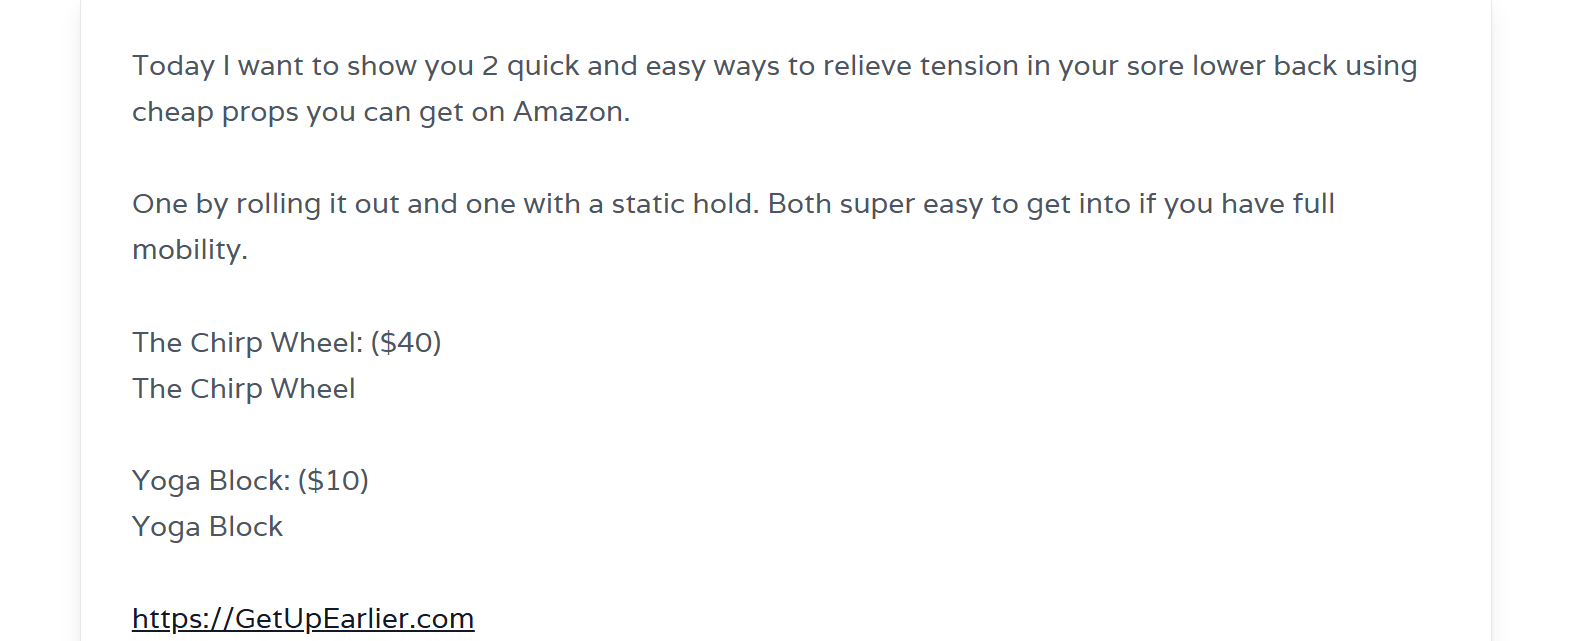 Today I want to show you 2 quick and easy ways to relieve tension in your sore lower back using
cheap props you can get on Amazon.
One by rolling it out and one with a static hold. Both super easy to get into if you have full
mobility.
The Chirp Wheel: ($40)
The Chirp Wheel
Yoga Block: ($10)
Yoga Block
https://GetUpEarlier.com